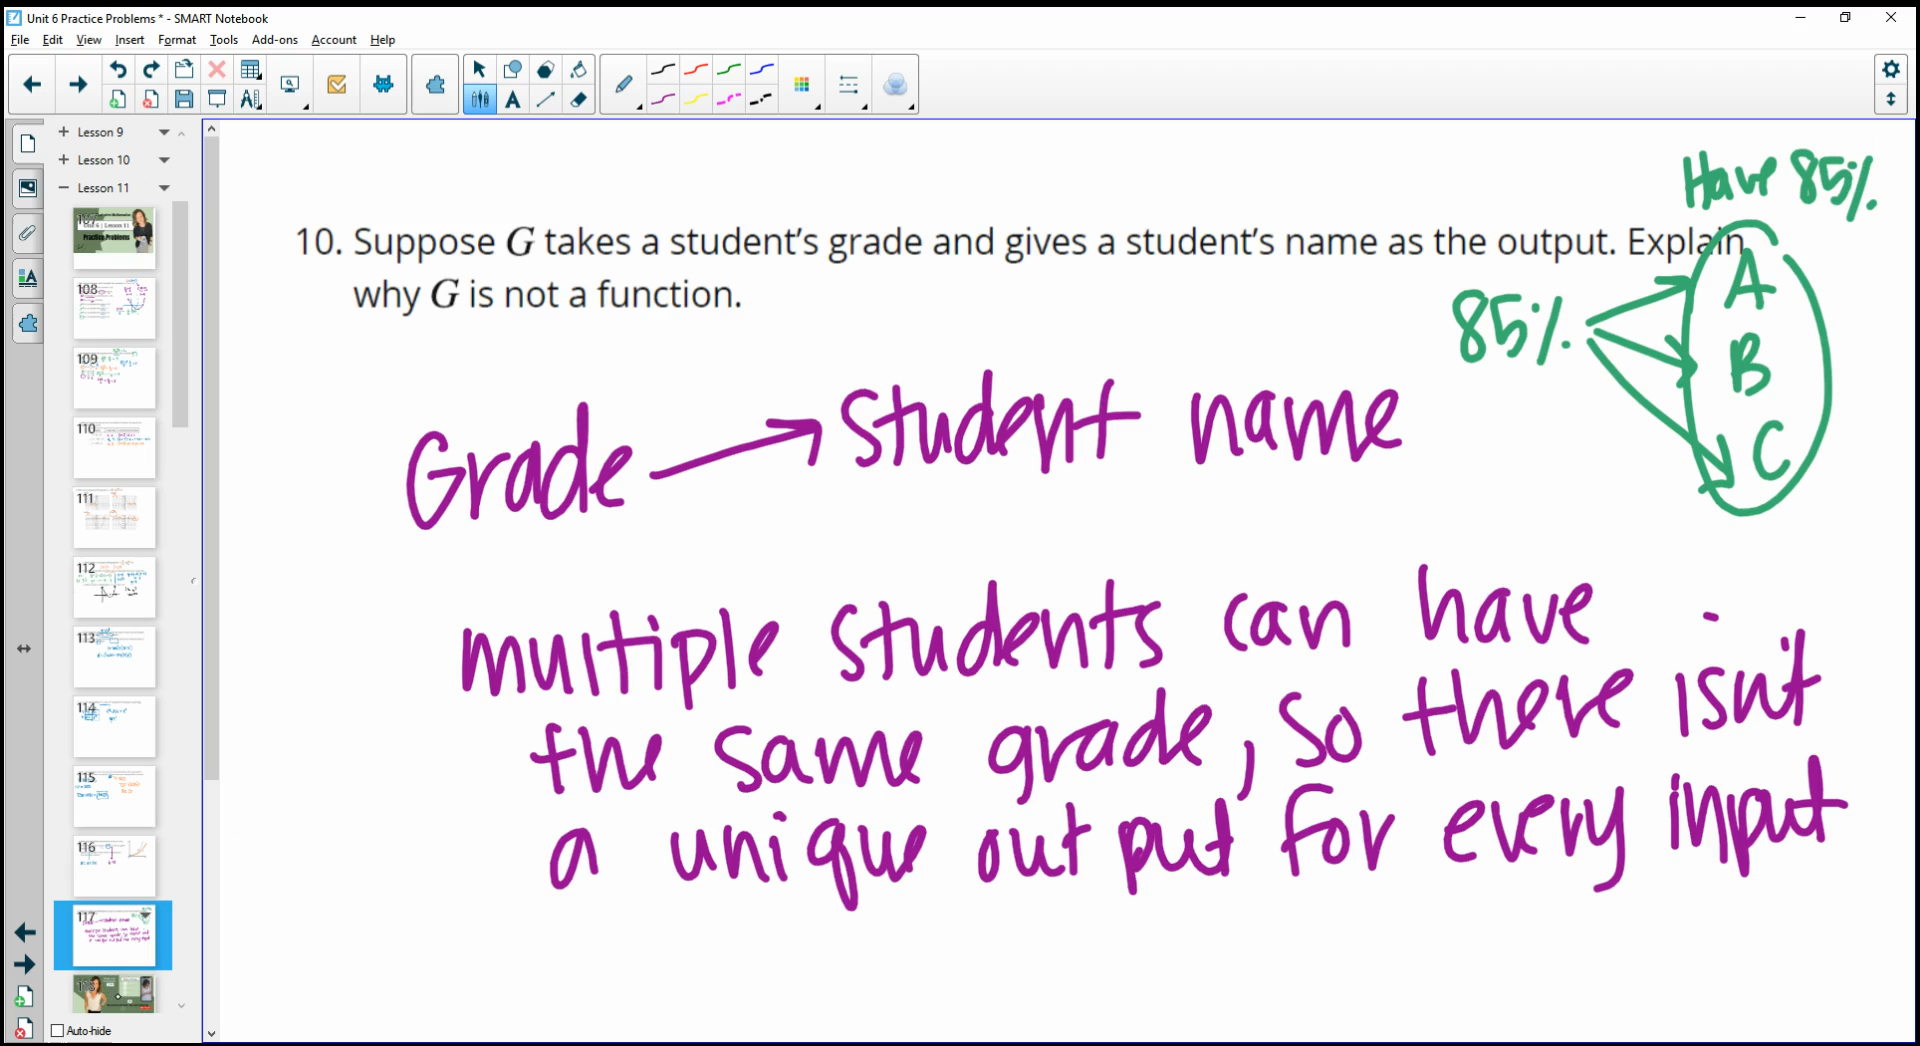 Unit 6 Practice Problems * - SMART Notebook
File Edit View Insert Format Tools Add-ons Account Help
Lesson 9
Lesson 10
Lesson 11
107
Practice Problems
108
109
110
111
112
113
114
115
116
117
Auto-hide
Have 85%
10. Suppose G takes a student's grade and gives a student's name as the output. Explain
why G is not a function.
85%
A
B
C
Grade → student name
multiple students can have
the same grade, so there isn't
a unique output for every input